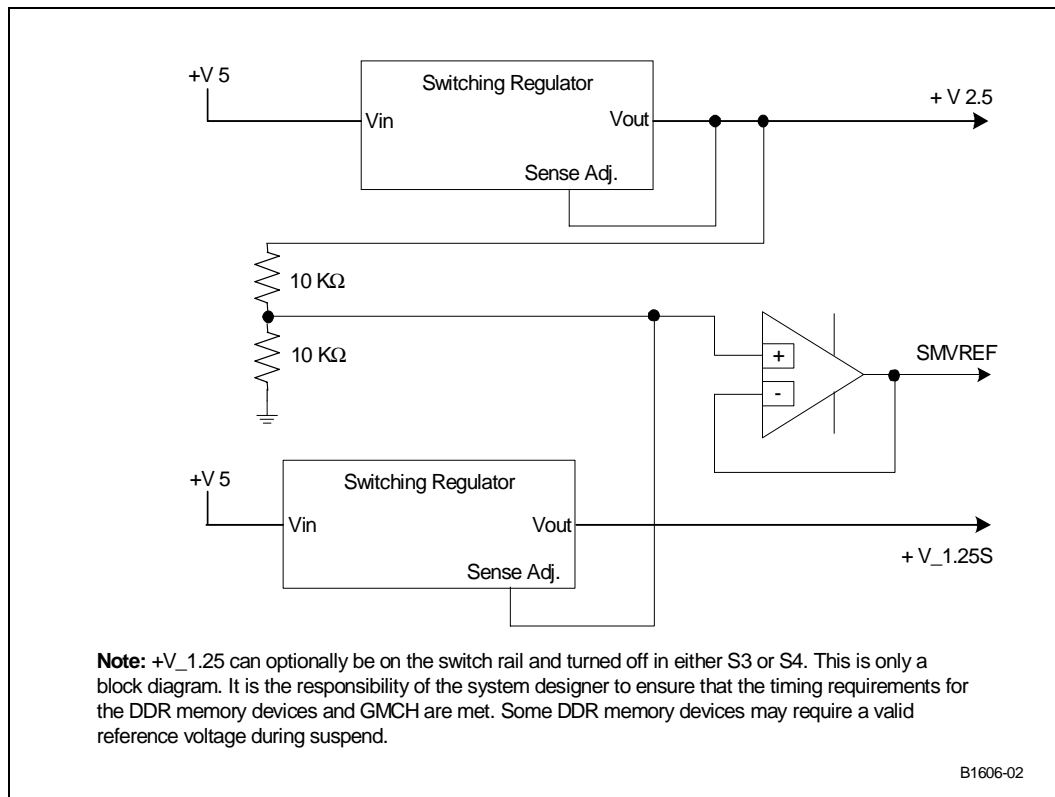 +V 5
Switching Regulator
Vin
Vout
Sense Adj.
+ V 2.5
10 KΩ
10 KΩ
+
-
SMVREF
+V 5
Switching Regulator
Vin
Vout
Sense Adj.
+ V_1.25S
Note: +V_1.25 can optionally be on the switch rail and turned off in either S3 or S4. This is only a
block diagram. It is the responsibility of the system designer to ensure that the timing requirements for
the DDR memory devices and GMCH are met. Some DDR memory devices may require a valid
reference voltage during suspend.
B1606-02